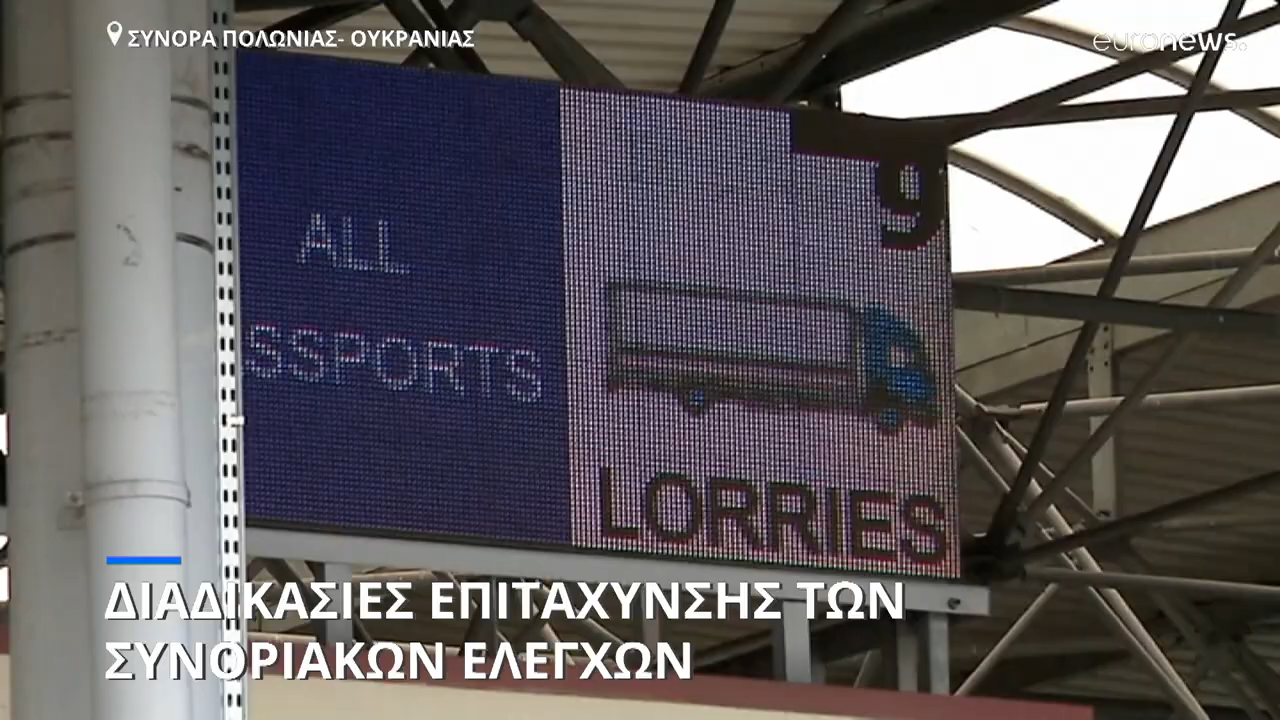 ΣΥΝΟΡΑ ΠΟΛΩΝΙΑΣ- ΟΥΚΡΑΝΙΑΣ
euronews.
9
ALL
SSPORTS
LORRIES
ΔΙΑΔΙΚΑΣΙΕΣ ΕΠΙΤΑΧΥΝΣΗΣ ΤΩΝ
ΣΥΝΟΡΙΑΚΩΝ ΕΛΕΓΧΩΝ